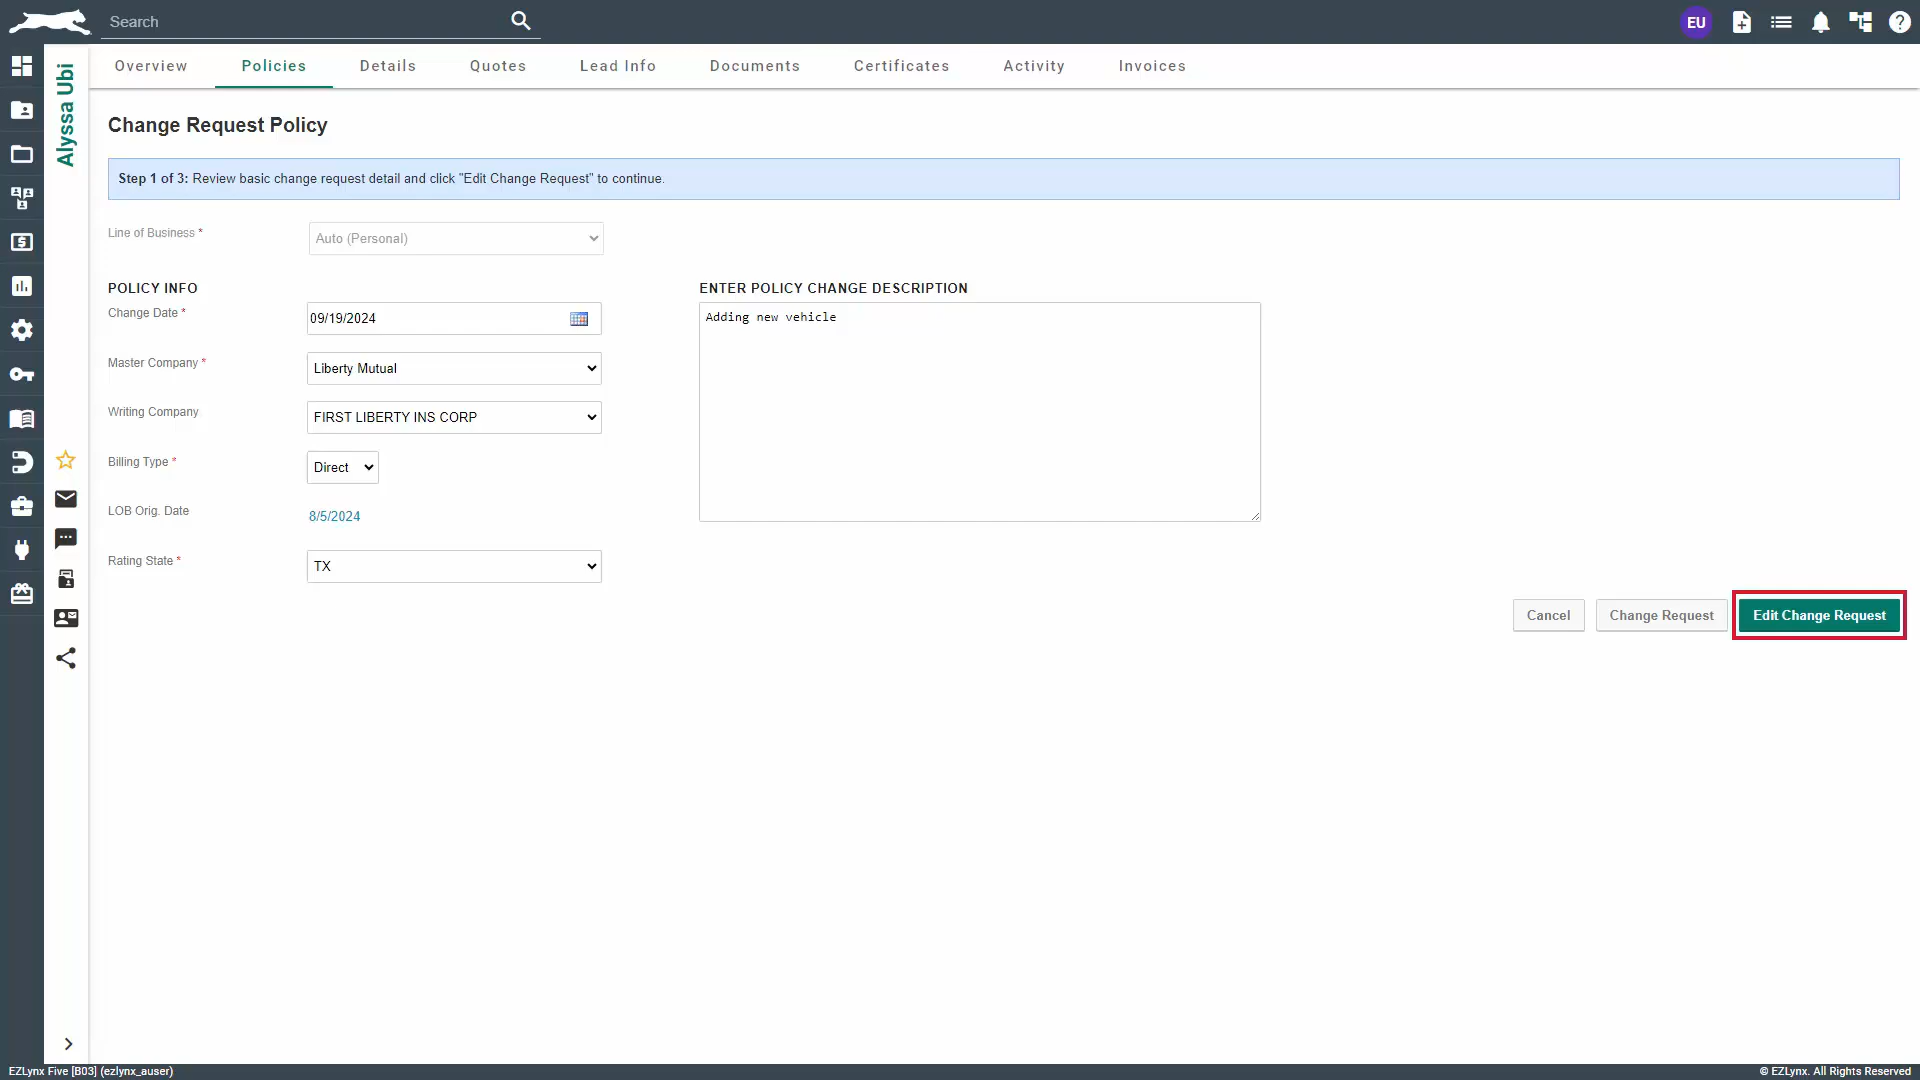 Search
EU
Overview
Policies
Details
Quotes
Lead Info
Documents
Certificates
Activity
Invoices
Alyssa Ubi
Change Request Policy
Step 1 of 3: Review basic change request detail and click "Edit Change Request" to continue.
Line of Business *
Auto (Personal)
POLICY INFO
Change Date *
09/19/2024
Master Company *
Liberty Mutual
Writing Company
FIRST LIBERTY INS CORP
Billing Type *
Direct
LOB Orig. Date
8/5/2024
Rating State *
TX
ENTER POLICY CHANGE DESCRIPTION
Adding new vehicle
Cancel
Change Request
Edit Change Request
EZLynx Five [B03] (ezlynx_auser)
© EZLynx. All Rights Reserved